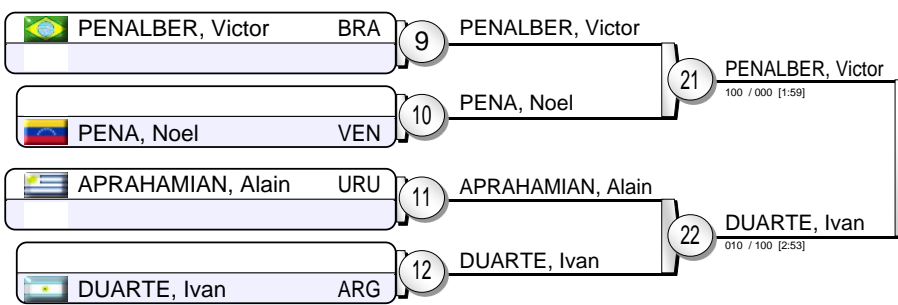 PENALBER, Victor BRA
9
PENALBER, Victor
21
PENALBER, Victor
100 / 000 [1:59]
PENA, Noel VEN
10
PENA, Noel
APRAHAMIAN, Alain URU
11
APRAHAMIAN, Alain
22
DUARTE, Ivan
010 / 100 [2:53]
DUARTE, Ivan ARG
12
DUARTE, Ivan